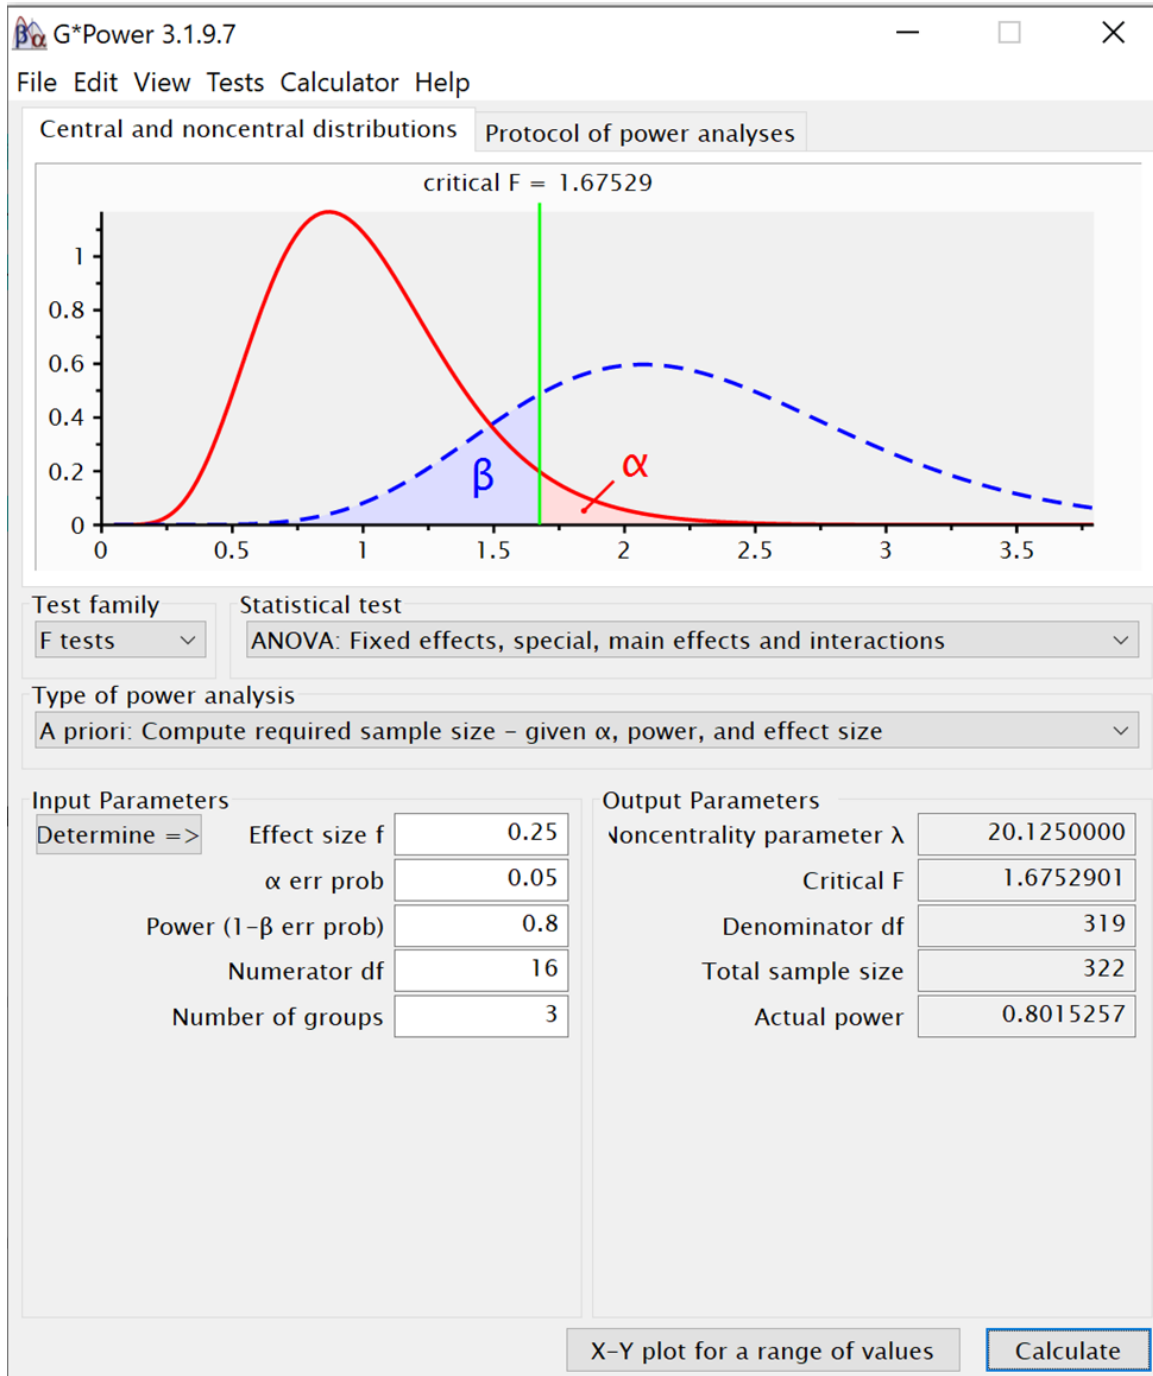 G*Power 3.1.9.7
File Edit View Tests Calculator Help
Central and noncentral distributions Protocol of power analyses
critical F = 1.67529
1
0.8
0.6
0.4
0.2
0
β
α
0 0.5 1 1.5 2 2.5 3 3.5
Test family Statistical test
F tests ANOVA: Fixed effects, special, main effects and interactions
Type of power analysis
A priori: Compute required sample size – given α, power, and effect size
Input Parameters Output Parameters
Determine => Effect size f 0.25 Noncentrality parameter λ 20.1250000
α err prob 0.05 Critical F 1.6752901
Power (1-β err prob) 0.8 Denominator df 319
Numerator df 16 Total sample size 322
Number of groups 3 Actual power 0.8015257
X-Y plot for a range of values Calculate